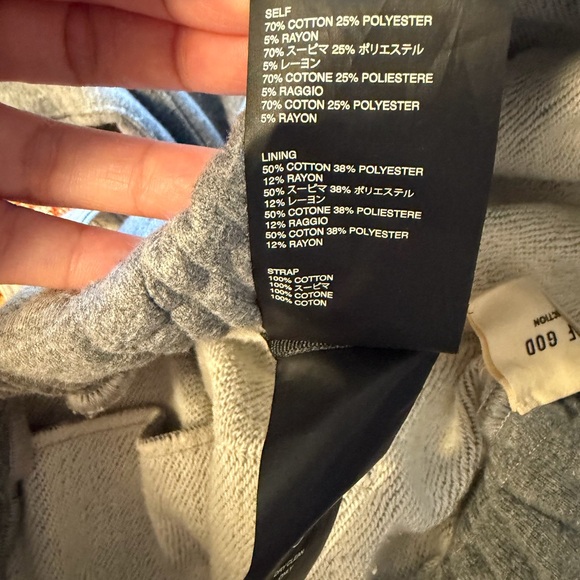 SELF
70% COTTON 25% POLYESTER
5% RAYON
70% スーピマ 25% ポリエステル
5% レーヨン
70% COTONE 25% POLIESTERE
5% RAGGIO
70% COTON 25% POLYESTER
5% RAYON
LINING
50% COTTON 38% POLYESTER
12% RAYON
50% スーピマ 38% ポリエステル
12% レーヨン
50% COTONE 38% POLIESTERE
12% RAGGIO
50% COTON 38% POLYESTER
12% RAYON
STRAP
100% COTTON
100% スーピマ
100% COTONE
100% COTON
F GOD
CTION
DRY CLEAN